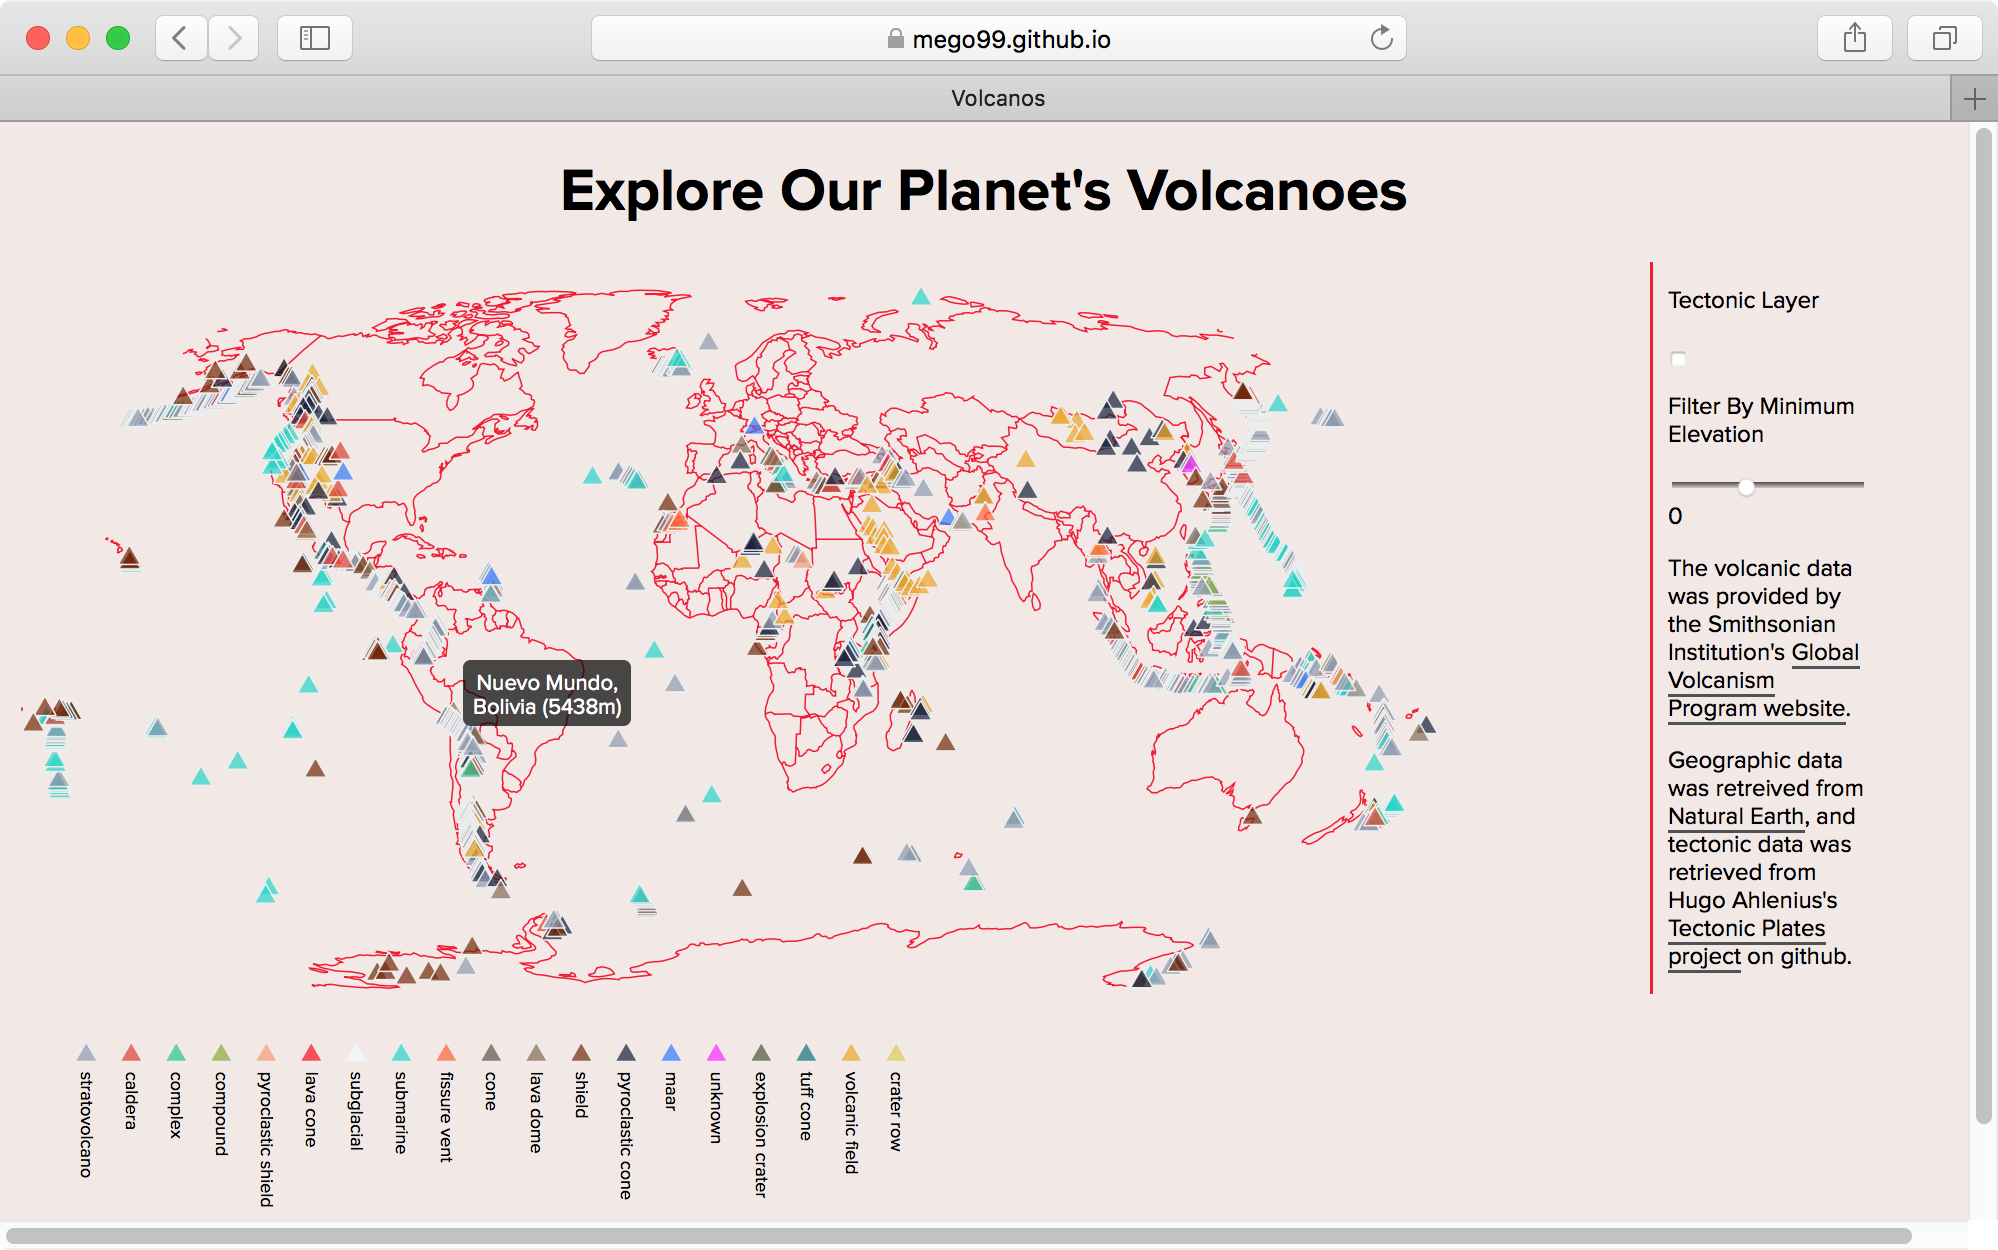 mego99.github.io
Volcanos
Explore Our Planet's Volcanoes
Nuevo Mundo,
Bolivia (5438m)
Tectonic Layer
Filter By Minimum
Elevation
0
The volcanic data
was provided by
the Smithsonian
Institution's Global
Volcanism
Program website.
Geographic data
was retreived from
Natural Earth, and
tectonic data was
retrieved from
Hugo Ahlenius's
Tectonic Plates
project on github.
stratovolcano
caldera
complex
compound
pyroclastic shield
lava cone
subglacial
submarine
fissure vent
cone
lava dome
shield
pyroclastic cone
maar
unknown
explosion crater
tuff cone
volcanic field
crater row